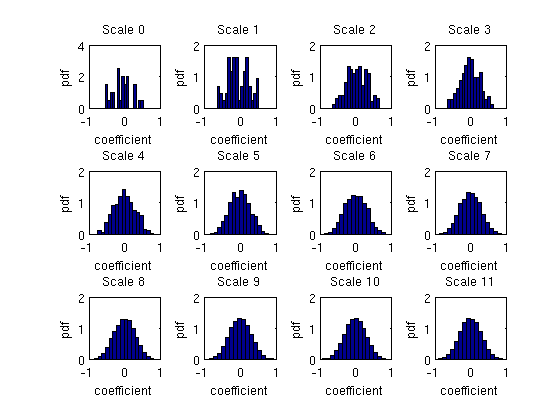 Scale 0 Scale 1 Scale 2 Scale 3
4 2 2 2
pdf 2 pdf 1 pdf 1 pdf 1
0 0 0 0
-1 0 1 -1 0 1 -1 0 1 -1 0 1
coefficient coefficient coefficient coefficient
Scale 4 Scale 5 Scale 6 Scale 7
2 2 2 2
pdf 1 pdf 1 pdf 1 pdf 1
0 0 0 0
-1 0 1 -1 0 1 -1 0 1 -1 0 1
coefficient coefficient coefficient coefficient
Scale 8 Scale 9 Scale 10 Scale 11
2 2 2 2
pdf 1 pdf 1 pdf 1 pdf 1
0 0 0 0
-1 0 1 -1 0 1 -1 0 1 -1 0 1
coefficient coefficient coefficient coefficient